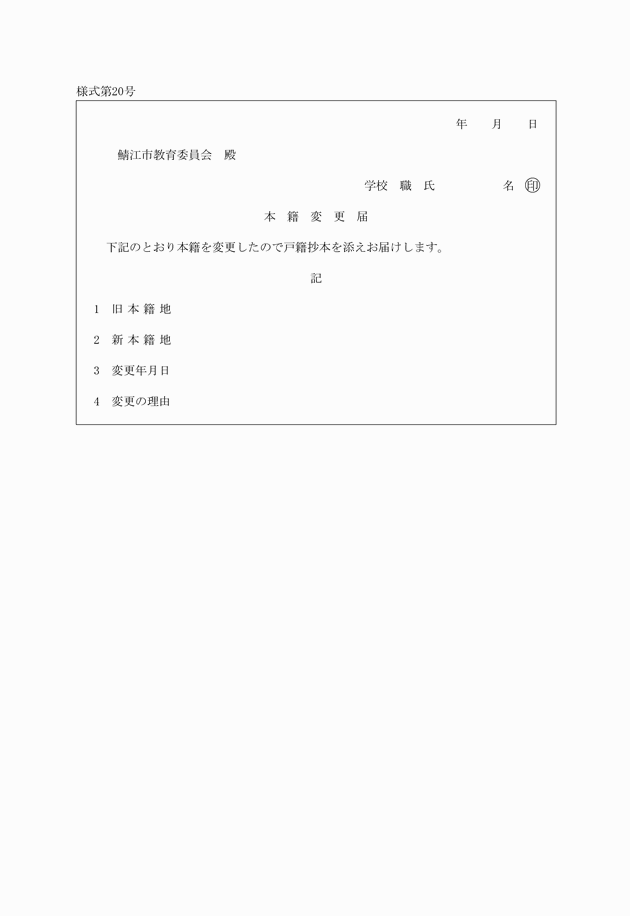 様式第20号
年　　月　　日
鯖江市教育委員会　殿
学校　職　氏　　　　　　名　㊞
本　籍　変　更　届
下記のとおり本籍を変更したので戸籍抄本を添えお届けします。
記
1　旧 本 籍 地
2　新 本 籍 地
3　変更年月日
4　変更の理由